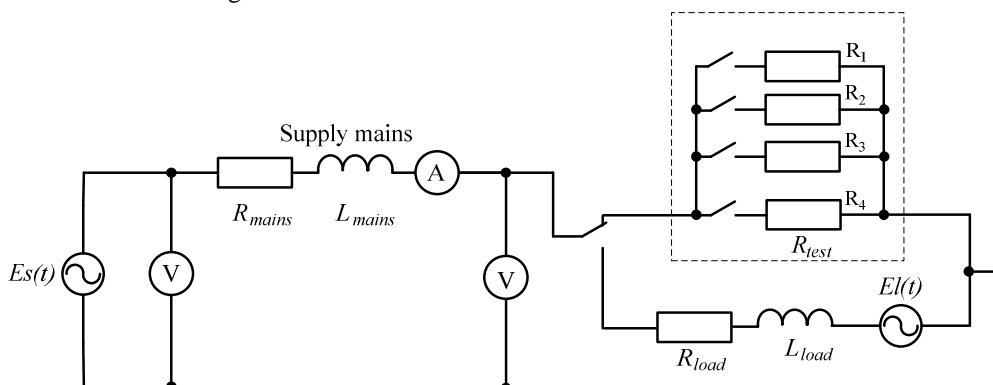 R1
R2
Supply mains
R3
A
R4
Rmains
Lmains
Rtest
Es(t)
V
V
El(t)
Rload
Lload